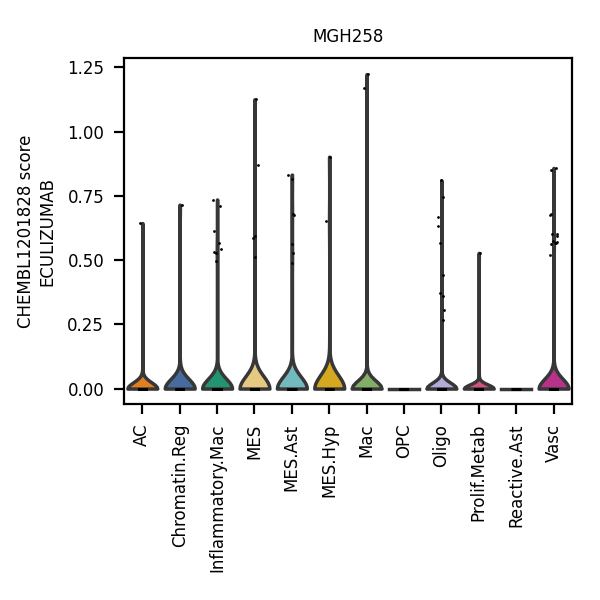 MGH258
CHEMBL1201828 score
ECULIZUMAB
1.25
1.00
0.75
0.50
0.25
0.00
AC
Chromatin.Reg
Inflammatory.Mac
MES
MES.Ast
MES.Hyp
Mac
OPC
Oligo
Prolif.Metab
Reactive.Ast
Vasc